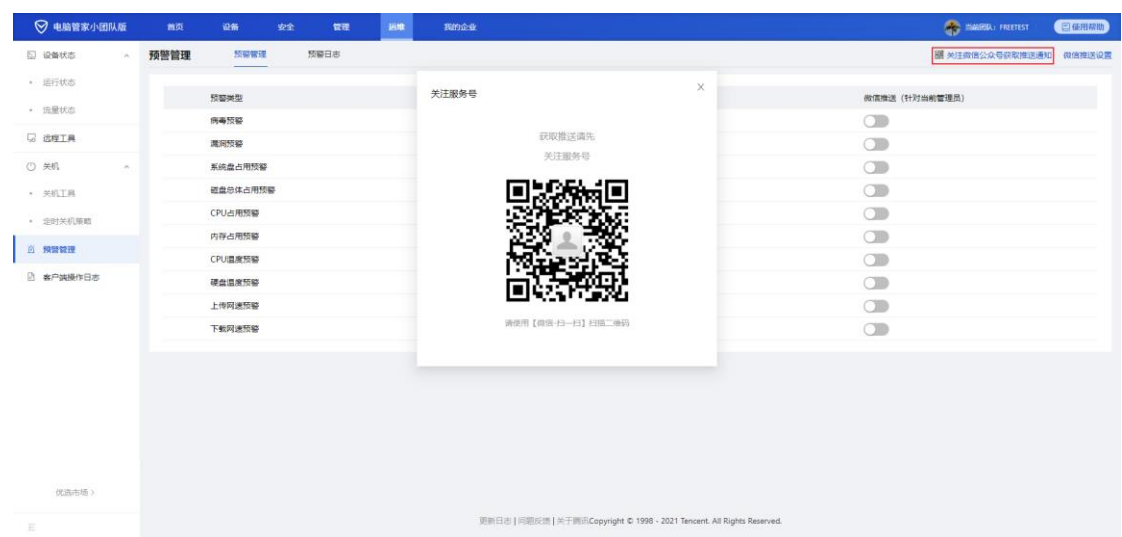 电脑管家小团队版 首页 设备 安全 管理 运维 我的企业 当前团队：FREETEST 使用帮助
设备状态
运行状态
流量状态
远程工具
关机
关机工具
定时关机策略
预警管理
客户端操作日志
优选市场 >
预警管理 预警管理 预警日志 关注微信公众号获取推送通知 微信推送设置
预警类型 微信推送（针对当前管理员）
病毒预警
漏洞预警
系统盘占用预警
磁盘总体占用预警
CPU占用预警
内存占用预警
CPU温度预警
硬盘温度预警
上传网速预警
下载网速预警
关注服务号 X
获取推送请先
关注服务号
请使用【微信-扫一扫】扫描二维码
更新日志 | 问题反馈 | 关于腾讯Copyright © 1998 - 2021 Tencent. All Rights Reserved.